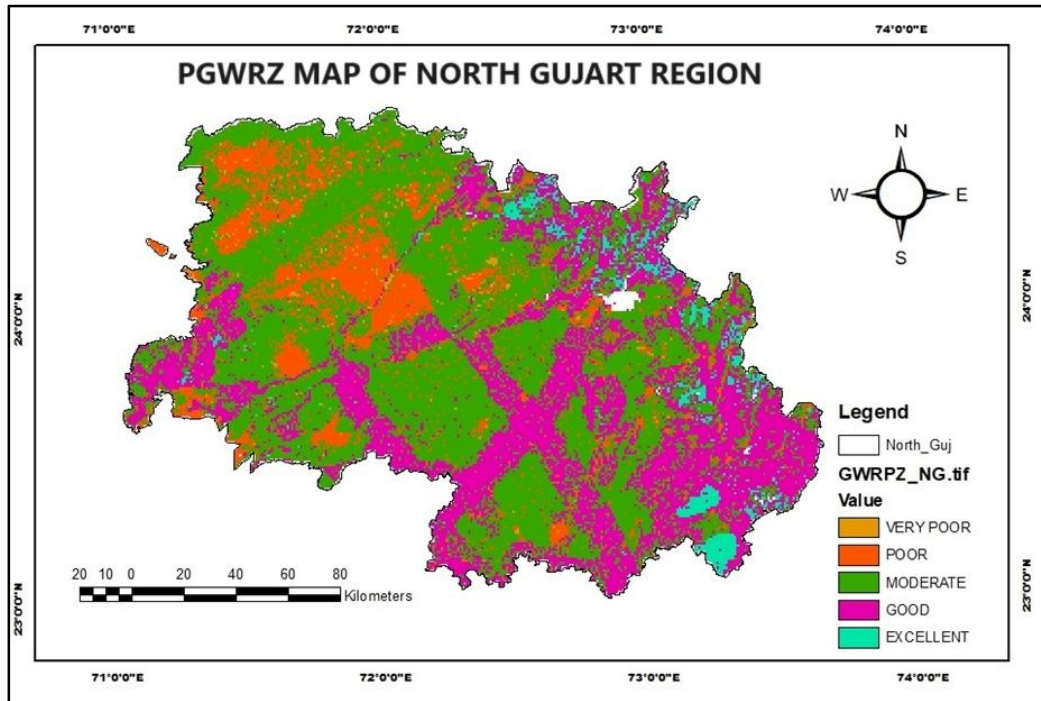 71°0'0"E 72°0'0"E 73°0'0"E 74°0'0"E
PGWRZ MAP OF NORTH GUJART REGION
N
W E
S
24°0'0"N 24°0'0"N
Legend
North_Guj
GWRPZ_NG.tif
Value
VERY POOR
POOR
MODERATE
GOOD
EXCELLENT
20 10 0 20 40 60 80
Kilometers
23°0'0"N 23°0'0"N
71°0'0"E 72°0'0"E 73°0'0"E 74°0'0"E